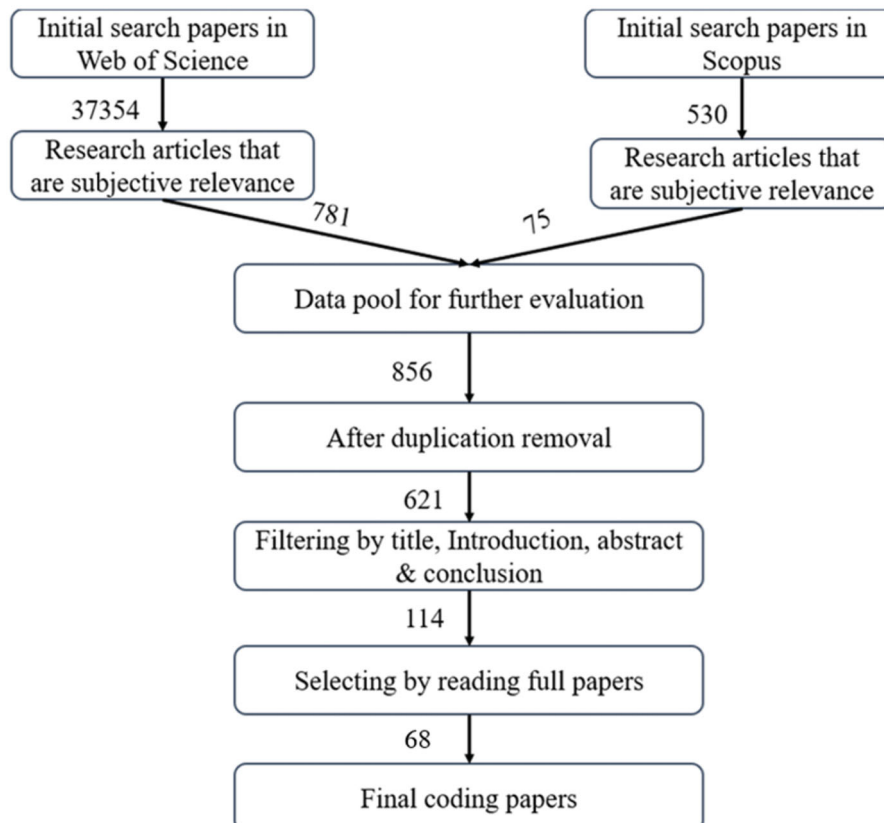 Initial search papers in
Web of Science
Initial search papers in
Scopus
37354
530
Research articles that
are subjective relevance
Research articles that
are subjective relevance
781
75
Data pool for further evaluation
856
After duplication removal
621
Filtering by title, Introduction, abstract
& conclusion
114
Selecting by reading full papers
68
Final coding papers